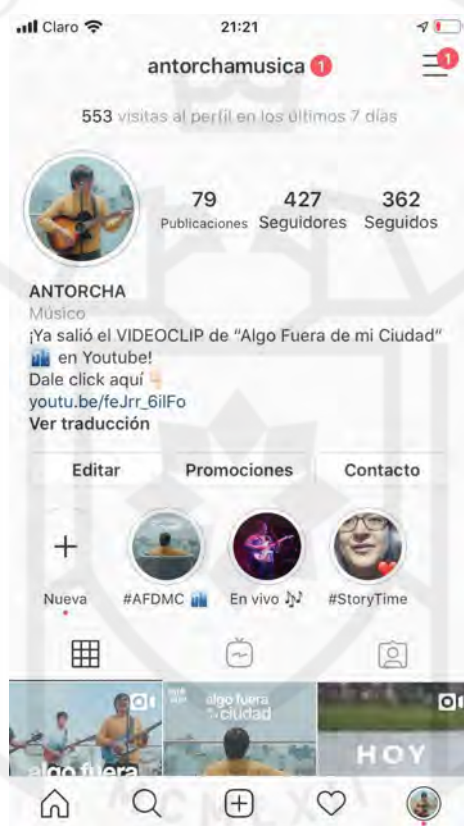 Claro 21:21
antorchamusica 1 1
553 visitas al perfil en los últimos 7 días
79 427 362
Publicaciones Seguidores Seguidos
ANTORCHA
Músico
¡Ya salió el VIDEOCLIP de “Algo Fuera de mi Ciudad“
en Youtube!
Dale click aquí
youtu.be/feJrr_6ilFo
Ver traducción
Editar Promociones Contacto
Nueva #AFDMC En vivo #StoryTime
algo fuera
algo fuera
ciudad
HOY